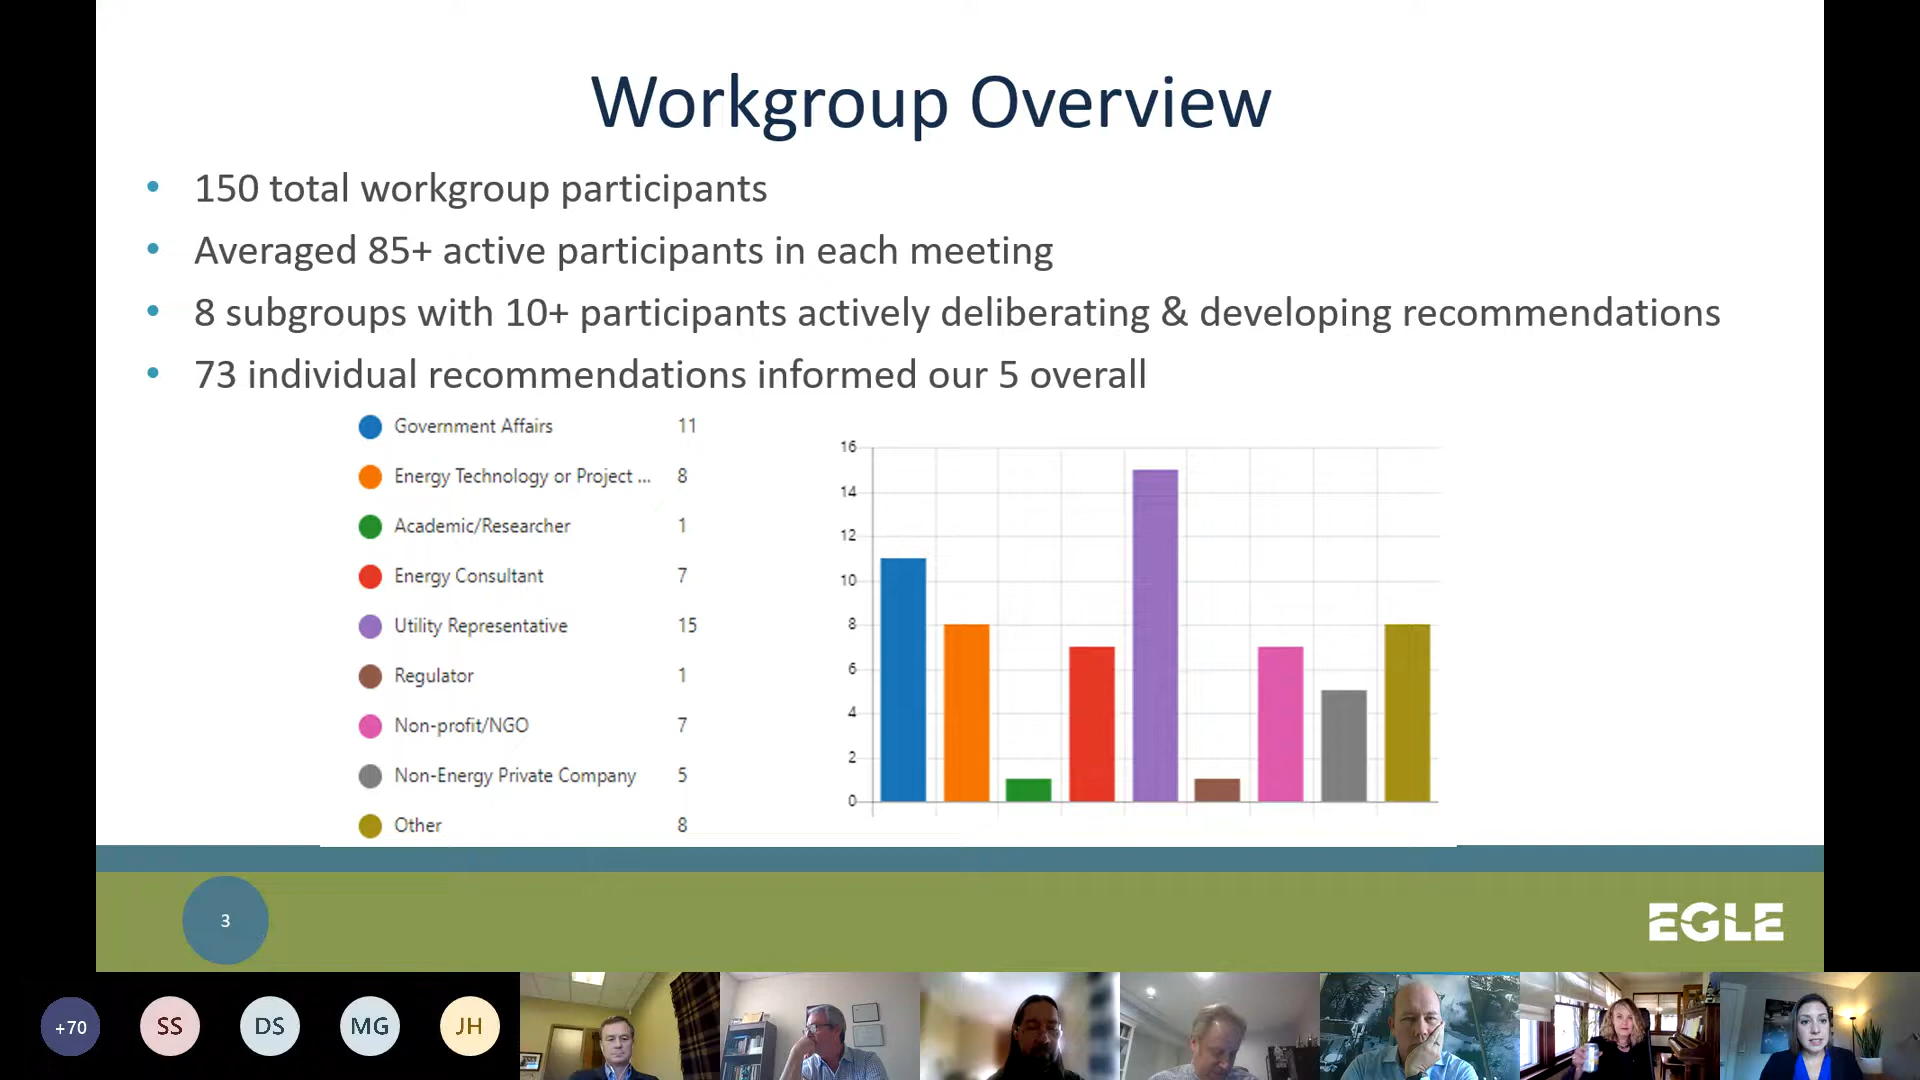 Workgroup Overview
• 150 total workgroup participants
• Averaged 85+ active participants in each meeting
• 8 subgroups with 10+ participants actively deliberating & developing recommendations
• 73 individual recommendations informed our 5 overall
Government Affairs 11
Energy Technology or Project ... 8
Academic/Researcher 1
Energy Consultant 7
Utility Representative 15
Regulator 1
Non-profit/NGO 7
Non-Energy Private Company 5
Other 8
16
14
12
10
8
6
4
2
0
3
EGLE
+70 SS DS MG JH